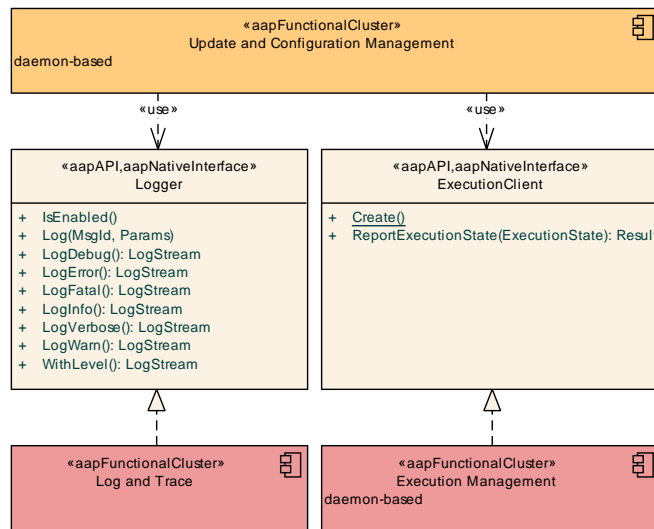 «aapFunctionalCluster»
Update and Configuration Management
daemon-based
«use»
«use»
«aapAPI,aapNativeInterface»
Logger
+ IsEnabled()
+ Log(MsgId, Params)
+ LogDebug(): LogStream
+ LogError(): LogStream
+ LogFatal(): LogStream
+ LogInfo(): LogStream
+ LogVerbose(): LogStream
+ LogWarn(): LogStream
+ WithLevel(): LogStream
«aapAPI,aapNativeInterface»
ExecutionClient
+ Create()
+ ReportExecutionState(ExecutionState): Result
«aapFunctionalCluster»
Log and Trace
«aapFunctionalCluster»
Execution Management
daemon-based